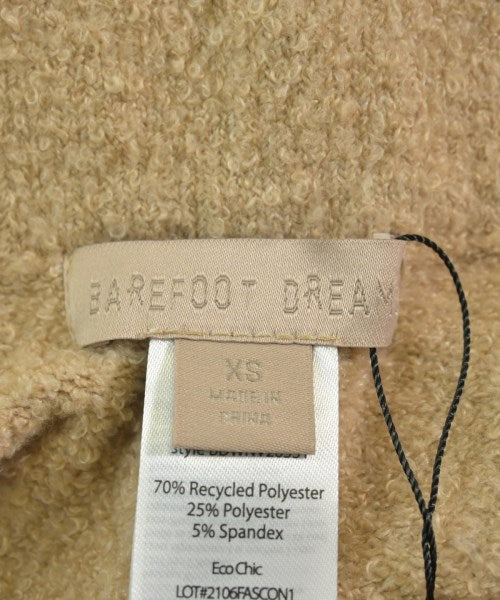 BAREFOOT DREAM
XS
MADE IN
CHINA
70% Recycled Polyester
25% Polyester
5% Spandex
Eco Chic
LOT#2106FASCON1